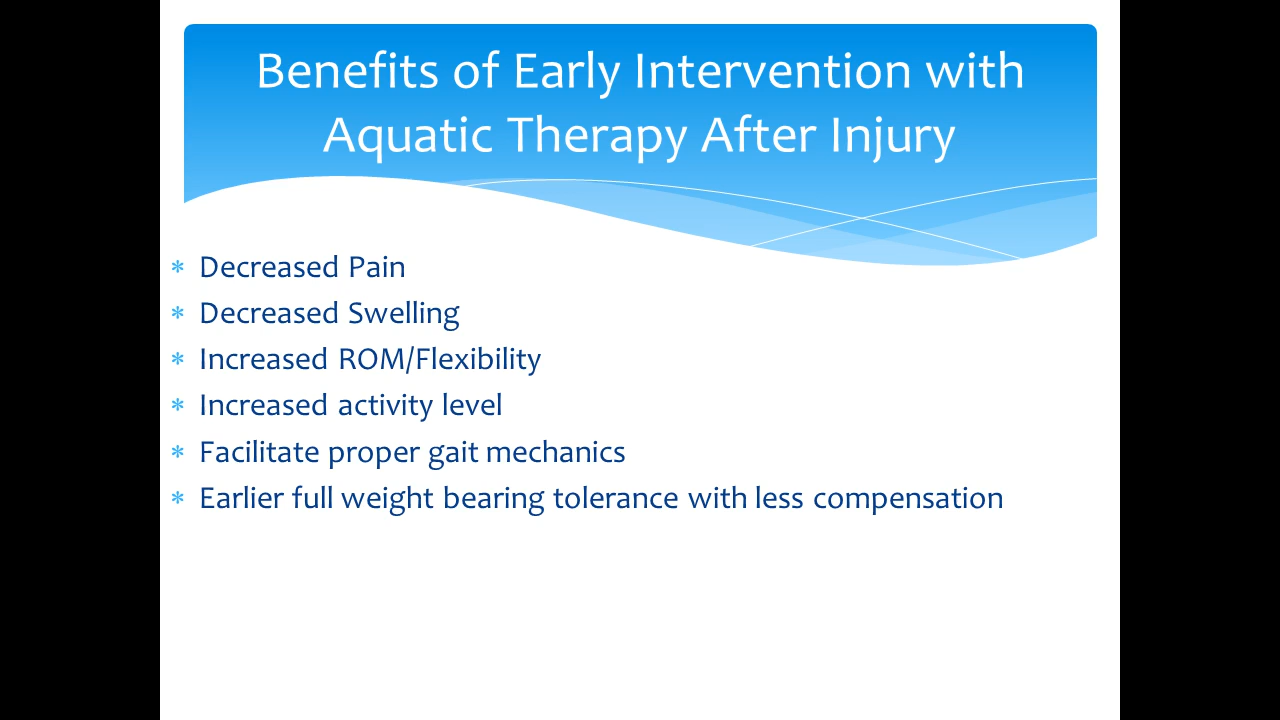 Benefits of Early Intervention with
Aquatic Therapy After Injury
* Decreased Pain
* Decreased Swelling
* Increased ROM/Flexibility
* Increased activity level
* Facilitate proper gait mechanics
* Earlier full weight bearing tolerance with less compensation